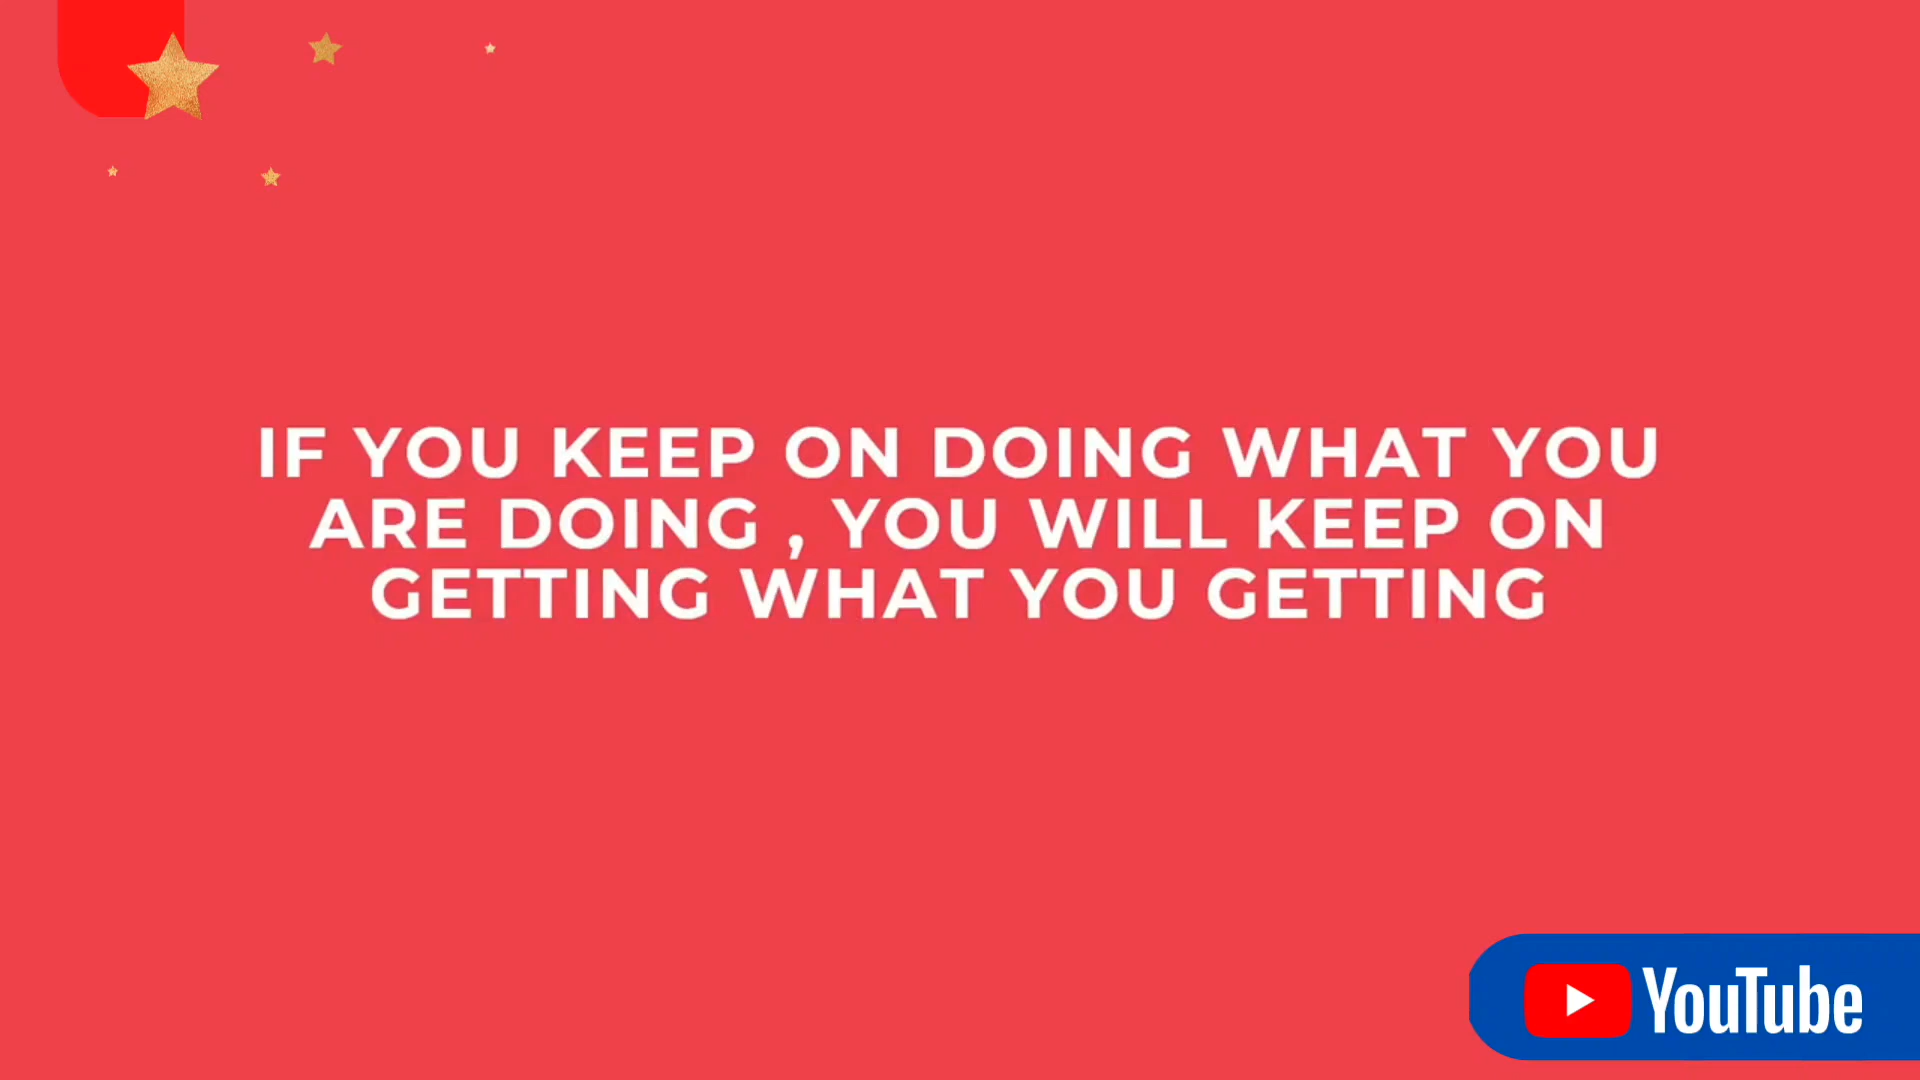 IF YOU KEEP ON DOING WHAT YOU
ARE DOING , YOU WILL KEEP ON
GETTING WHAT YOU GETTING
YouTube